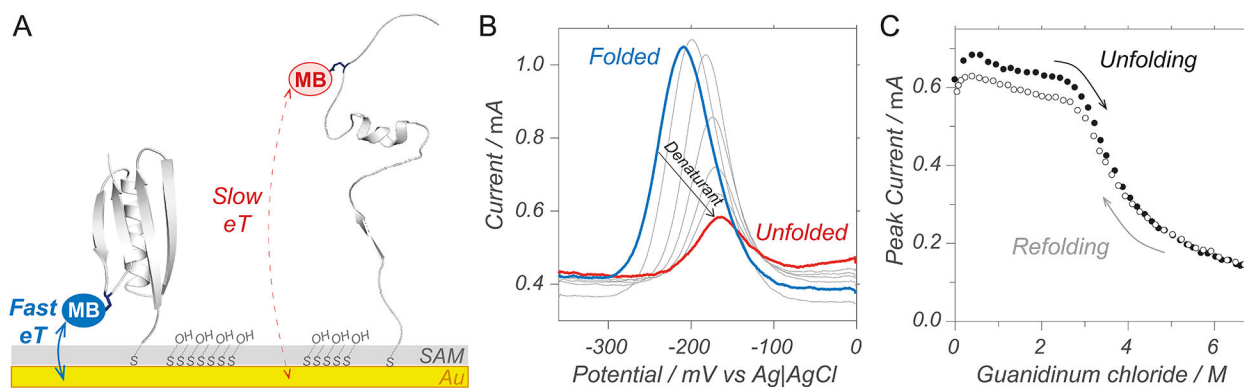 A
MB
MB
Slow
eT
Fast
eT
OH OH OH OH
S SSSSSS
OH OH OH
SSSSS S
SAM
Au
B
Folded
Denaturant
Unfolded
Current / mA
1.0
0.8
0.6
0.4
-300 -200 -100 0
Potential / mV vs Ag|AgCl
C
Unfolding
Refolding
Peak Current / mA
0.6
0.4
0.2
0.0
0 2 4 6
Guanidinum chloride / M